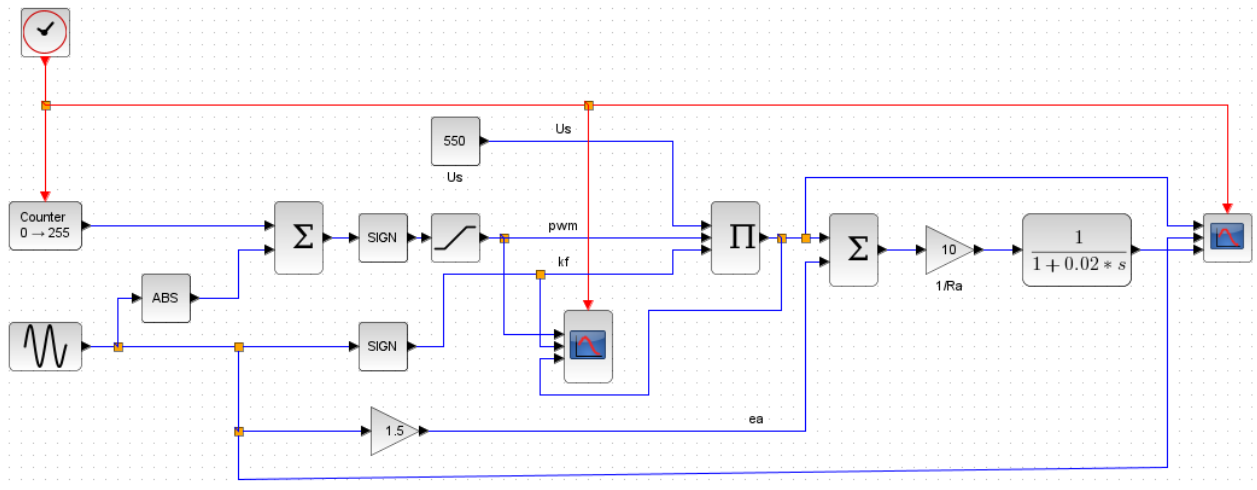 550
Us
Us
Counter
0 → 255
Σ
SIGN
pwm
kf
Π
Σ
10
1/Ra
1
1 + 0.02 * s
ABS
SIGN
1.5
ea